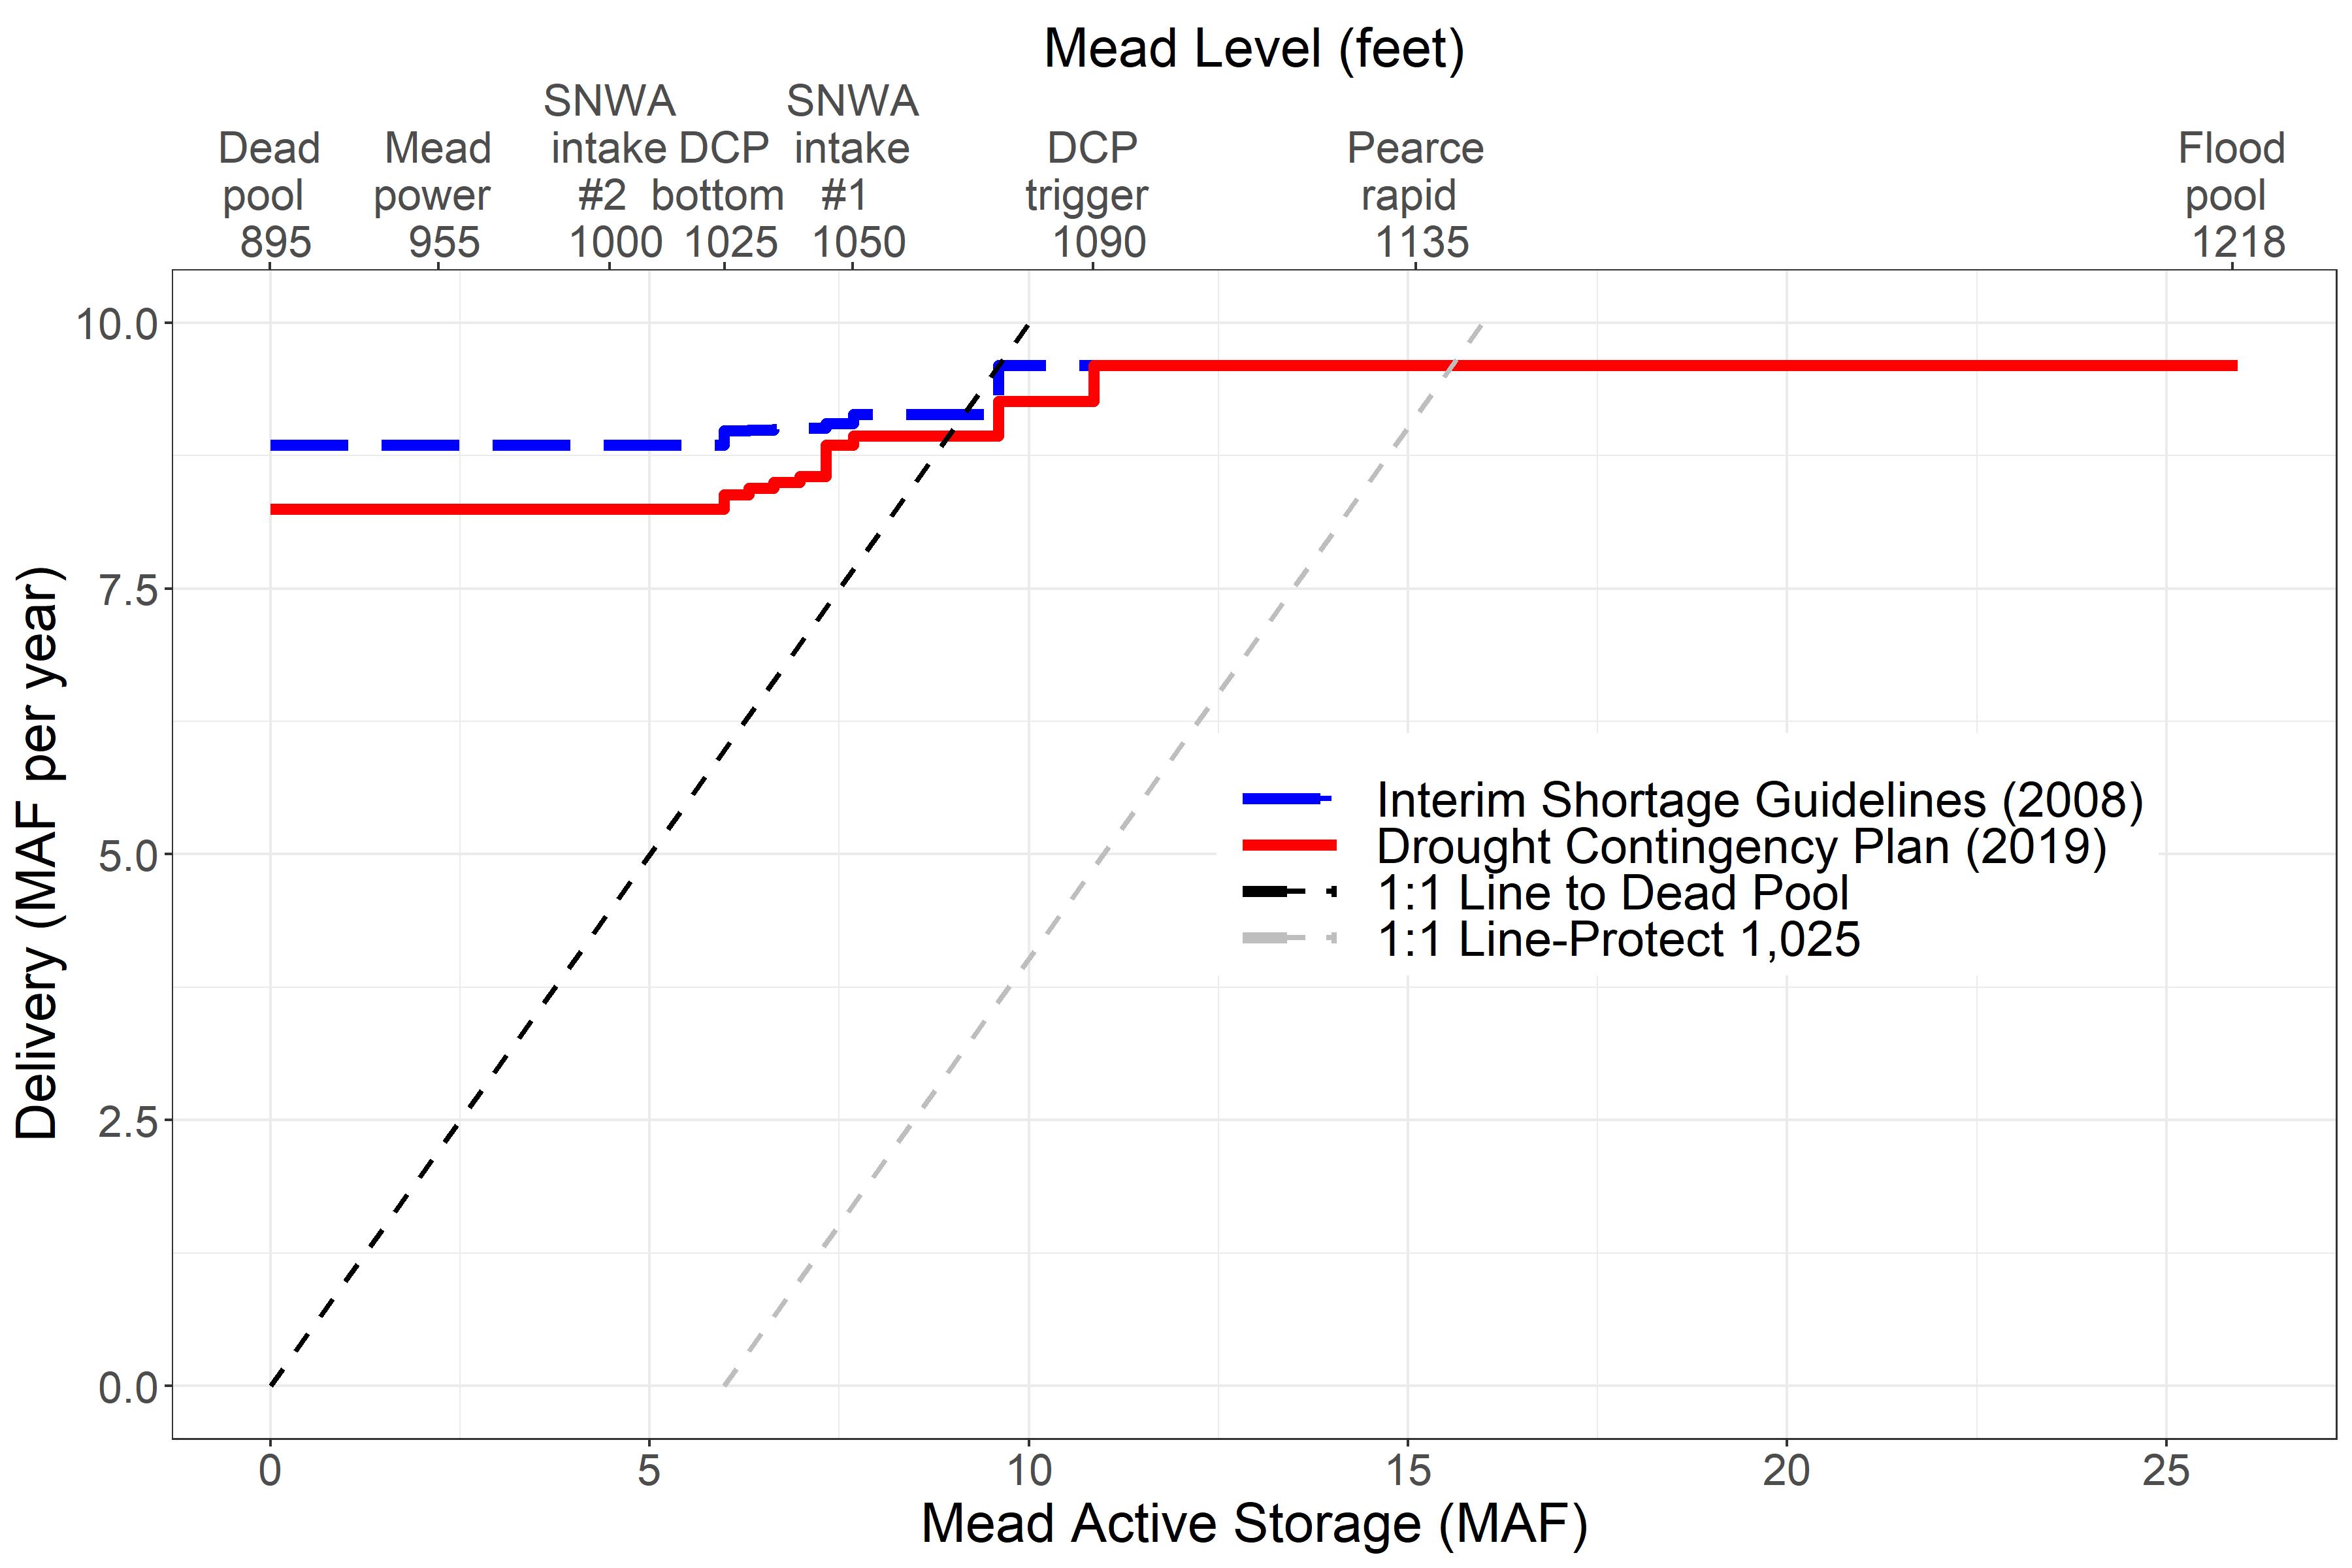 Mead Level (feet)
Dead
pool
895
Mead
power
955
SNWA
intake
#2
1000
DCP
bottom
1025
SNWA
intake
#1
1050
DCP
trigger
1090
Pearce
rapid
1135
Flood
pool
1218
Delivery (MAF per year)
10.0
7.5
5.0
2.5
0.0
Interim Shortage Guidelines (2008)
Drought Contingency Plan (2019)
1:1 Line to Dead Pool
1:1 Line-Protect 1,025
0 5 10 15 20 25
Mead Active Storage (MAF)